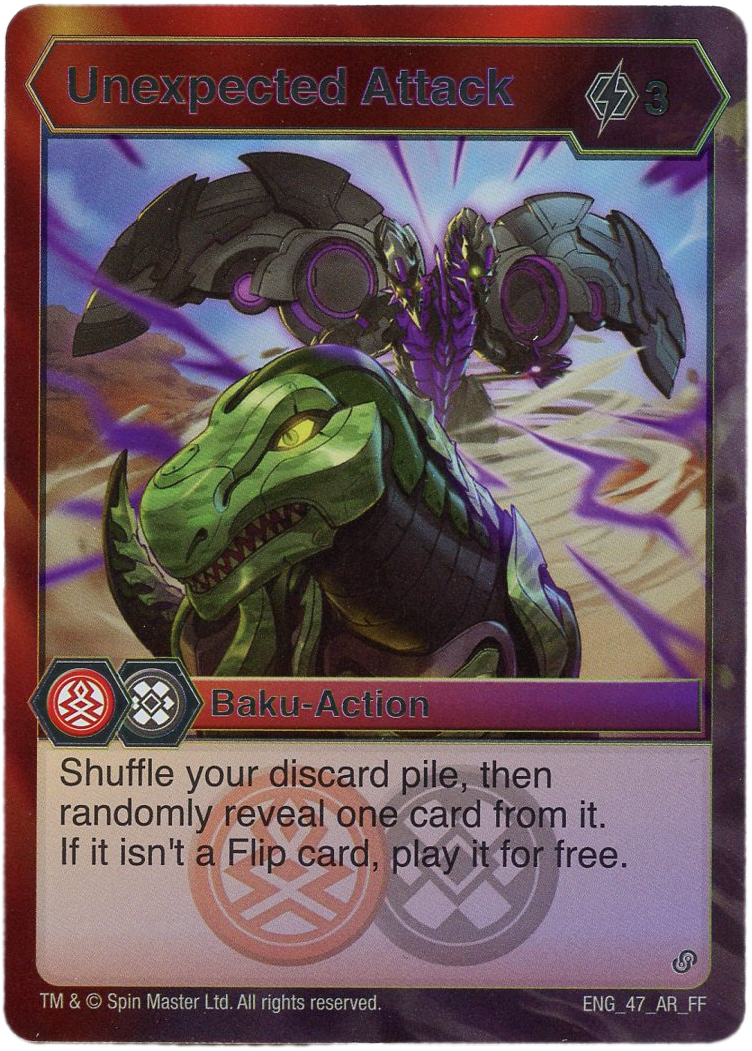 Unexpected Attack
3
Baku-Action
Shuffle your discard pile, then
randomly reveal one card from it.
If it isn't a Flip card, play it for free.
TM & © Spin Master Ltd. All rights reserved.
ENG_47_AR_FF